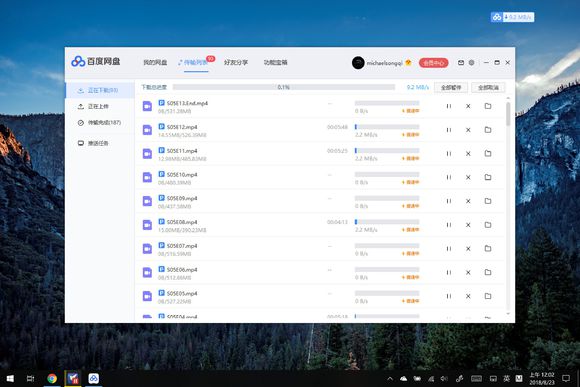 0.2 MB/s
百度网盘
我的网盘
传输列表
好友分享
功能宝箱
michaelsongqi
会员中心
正在下载(93)
正在上传
传输完成(187)
推送任务
下载总进度
0.1%
9.2 MB/s
全部暂停
全部取消
S05E13.End.mp4
0B/531.28MB
--
0 B/s
提速中
S05E12.mp4
14.55MB/526.39MB
00:05:48
2.2 MB/s
提速中
S05E11.mp4
12.98MB/485.83MB
00:05:25
2.2 MB/s
提速中
S05E10.mp4
0B/480.39MB
--
0 B/s
提速中
S05E09.mp4
0B/437.58MB
--
0 B/s
提速中
S05E08.mp4
15.00MB/390.23MB
00:04:13
2.2 MB/s
提速中
S05E07.mp4
0B/516.59MB
--
0 B/s
提速中
S05E06.mp4
0B/512.66MB
--
0 B/s
提速中
S05E05.mp4
0B/527.22MB
--
0 B/s
提速中
S05E04.mp4
00:05:18
英
M
上午 12:02
2018/8/23